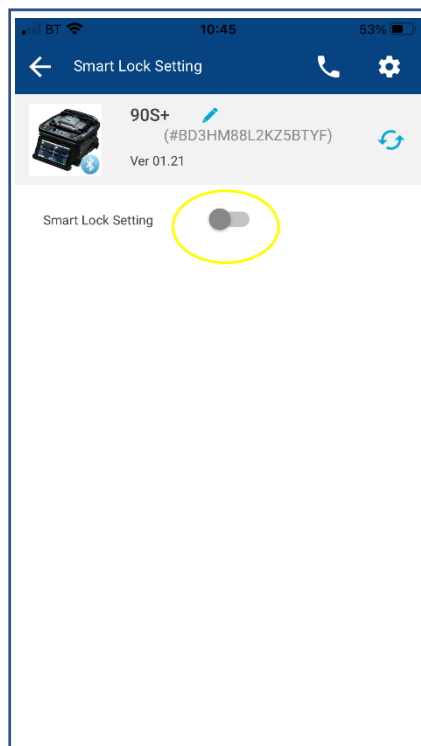 BT 10:45 53%
Smart Lock Setting
90S+
(#BD3HM88L2KZ5BTYF)
Ver 01.21
Smart Lock Setting